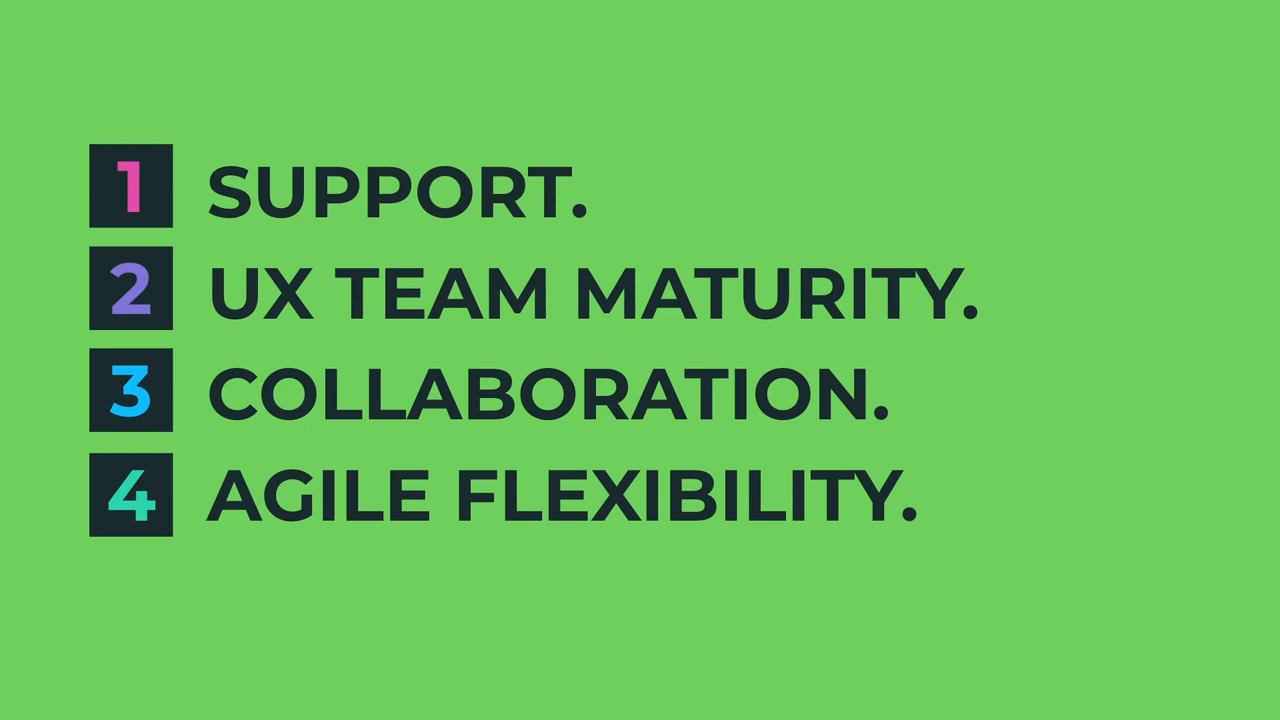 1 SUPPORT.
2 UX TEAM MATURITY.
3 COLLABORATION.
4 AGILE FLEXIBILITY.